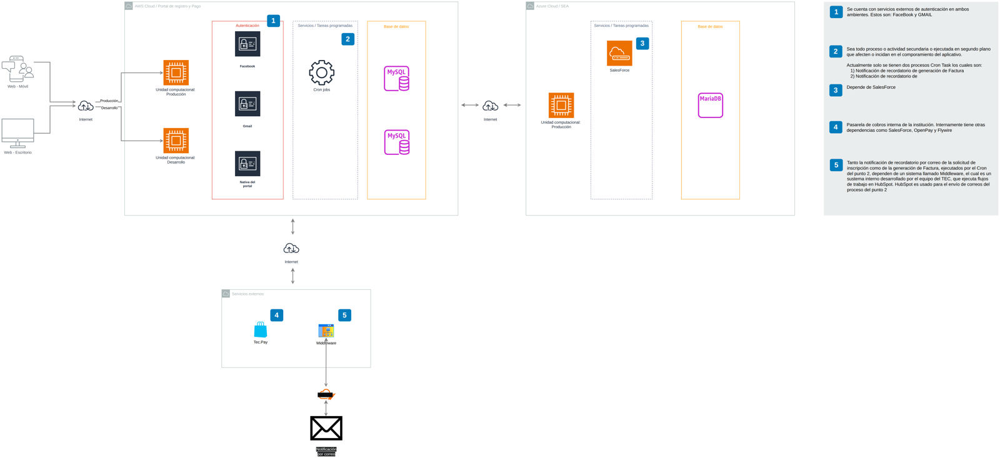 AWS Cloud / Portal de registro y Pago
Azure Cloud / SEA
1
Autenticación
Servicios / Tareas programadas
2
Base de datos
Facebook
Gmail
Nativa del
portal
Cron jobs
MySQL
MySQL
Web - Móvil
Web - Escritorio
Internet
Producción
Desarrollo
Unidad computacional:
Producción
Unidad computacional:
Desarrollo
Internet
Servicios / Tareas programadas
3
SalesForce
Base de datos
Unidad computacional:
Producción
MariaDB
Internet
Servicios externos
4
5
Tec.Pay
Middleware
Notificación
por correo
1
Se cuenta con servicios externos de autenticación en ambos
ambientes. Estos son: FaceBook y GMAIL
2
Sea todo proceso o actividad secundaria o ejecutada en segundo plano
que afecten o incidan en el comporamiento del aplicativo.
Actualmente solo se tienen dos procesos Cron Task los cuales son:
1) Notificación de recordatorio de generación de Factura
2) Notificación de recordatorio de
3
Depende de SalesForce
4
Pasarela de cobros interna de la institución. Internamente tiene otras
dependencias como SalesForce, OpenPay y Flywire
5
Tanto la notificación de recordatorio por correo de la solicitud de
inscripción como de la generación de Factura, ejecutados por el Cron
del punto 2, dependen de un sistema llamado Middleware, el cual es un
sustema interno desarrollado por el equipo del TEC, que ejecuta flujos
de trabajo en HubSpot. HubSpot es usado para el envío de correos del
proceso del punto 2